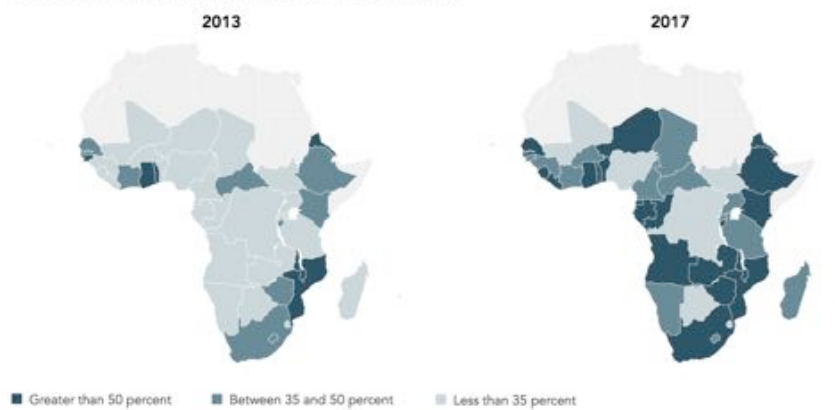 2013
2017
Greater than 50 percent
Between 35 and 50 percent
Less than 35 percent